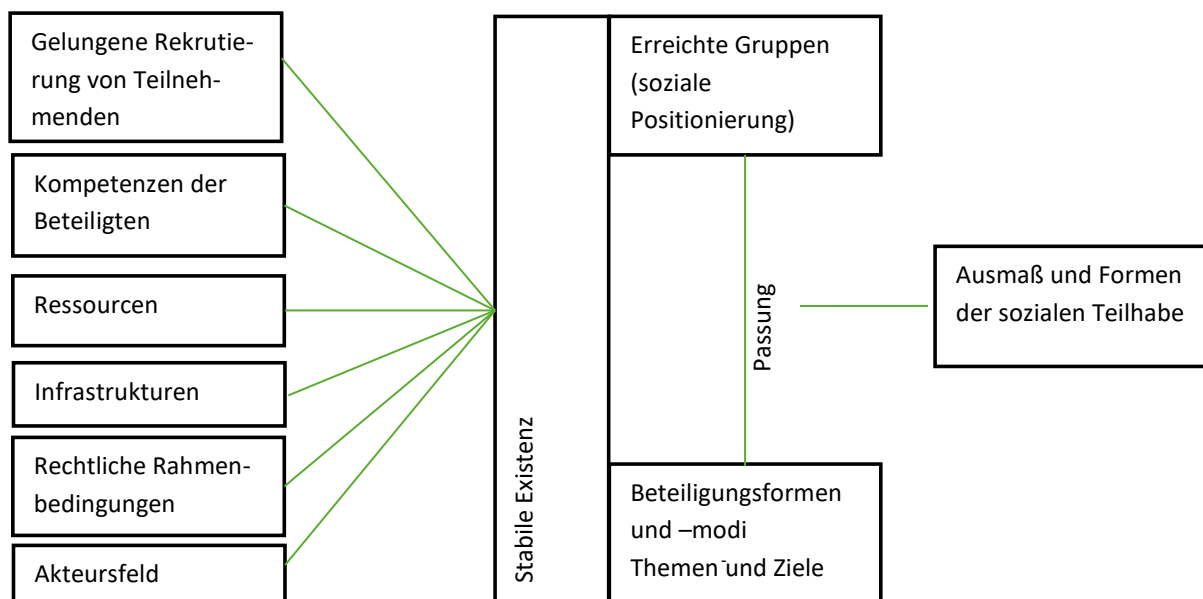 Gelungene Rekrutie-
rung von Teilneh-
menden
Kompetenzen der
Beteiligten
Ressourcen
Infrastrukturen
Rechtliche Rahmen-
bedingungen
Akteursfeld
Stabile Existenz
Erreichte Gruppen
(soziale
Positionierung)
Passung
Beteiligungsformen
und –modi
Themen und Ziele
Ausmaß und Formen
der sozialen Teilhabe